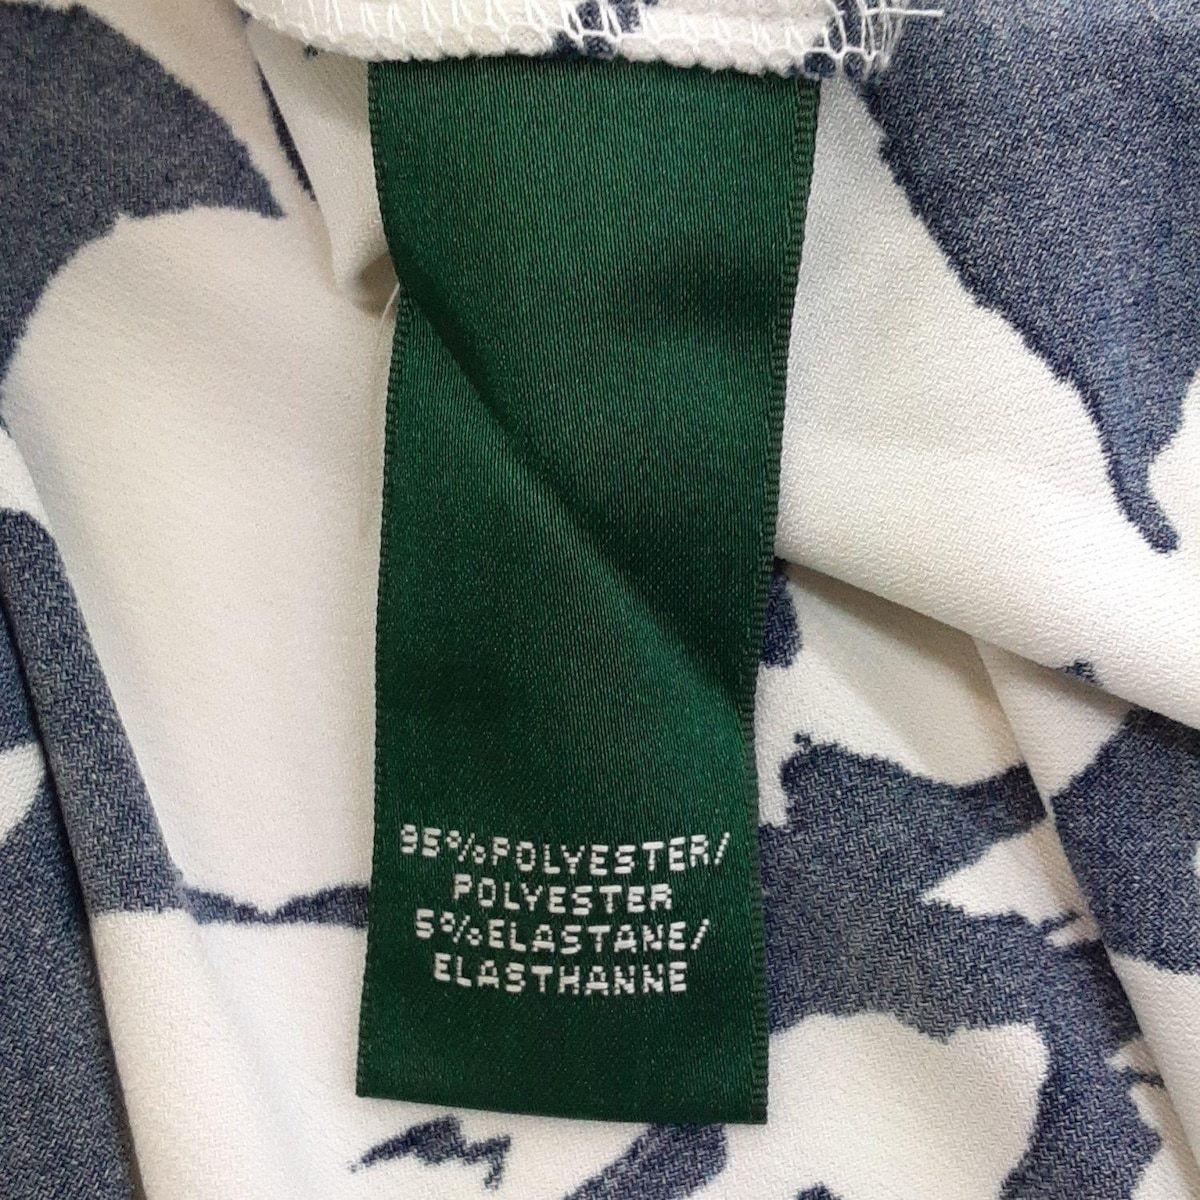 95%POLYESTER/
POLYESTER
5%ELASTANE/
ELASTHANNE